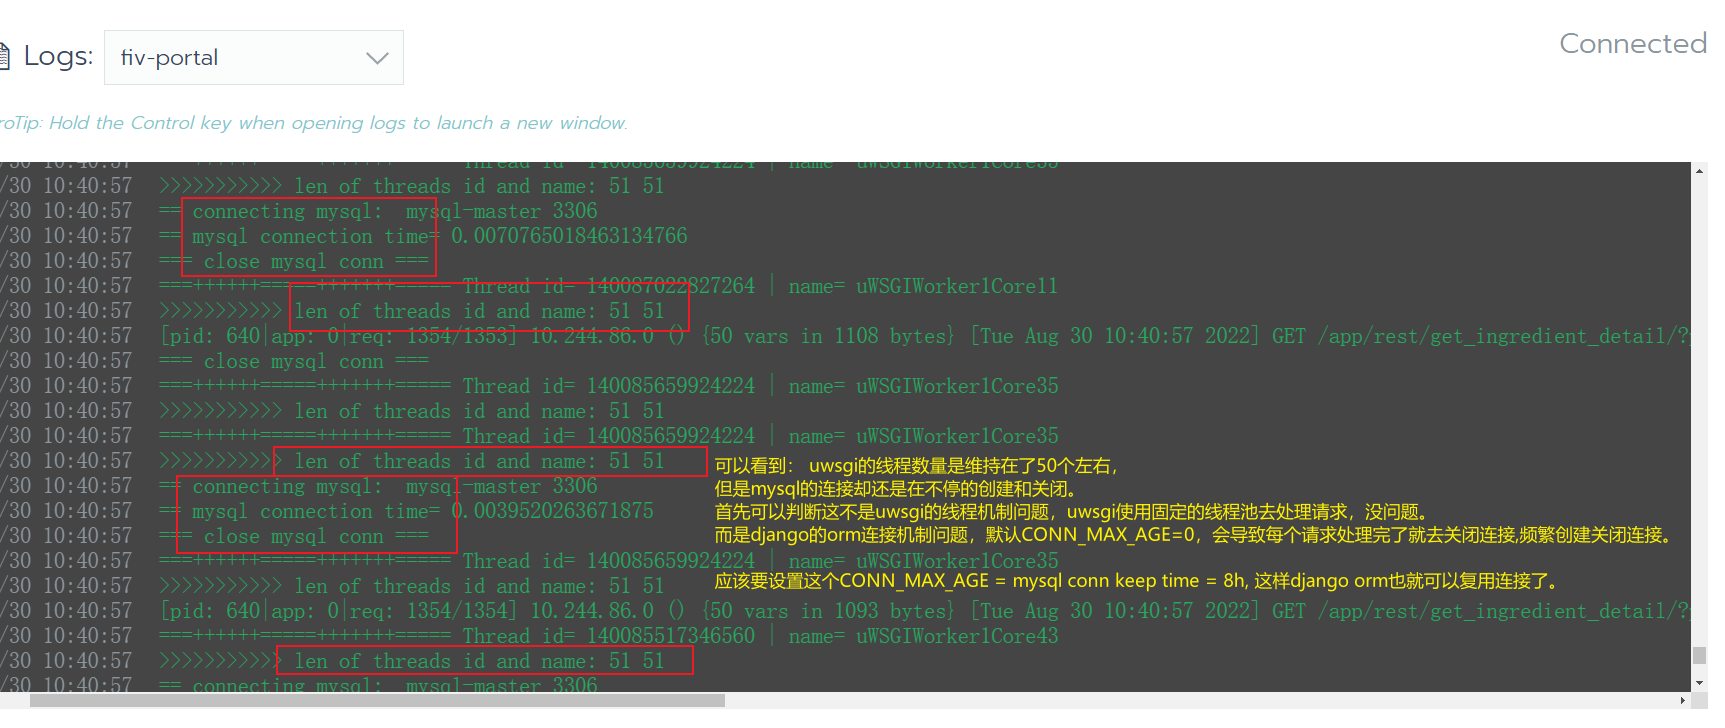 Logs: fiv-portal
Connected
roTip: Hold the Control key when opening logs to launch a new window.
/30 10:40:57 ===++++++=====+++++++===== Thread id= 140085659924224 | name= uWSGIWorker1Core35
/30 10:40:57 >>>>>>>>>>> len of threads id and name: 51 51
/30 10:40:57 == connecting mysql: mysql-master 3306
/30 10:40:57 == mysql connection time= 0.0070765018463134766
/30 10:40:57 === close mysql conn ===
/30 10:40:57 ===++++++=====+++++++===== Thread id= 140087022827264 | name= uWSGIWorker1Core11
/30 10:40:57 >>>>>>>>>>> len of threads id and name: 51 51
/30 10:40:57 [pid: 640|app: 0|req: 1354/1353] 10.244.86.0 () {50 vars in 1108 bytes} [Tue Aug 30 10:40:57 2022] GET /app/rest/get_ingredient_detail/?
/30 10:40:57 === close mysql conn ===
/30 10:40:57 ===++++++=====+++++++===== Thread id= 140085659924224 | name= uWSGIWorker1Core35
/30 10:40:57 >>>>>>>>>>> len of threads id and name: 51 51
/30 10:40:57 ===++++++=====+++++++===== Thread id= 140085659924224 | name= uWSGIWorker1Core35
/30 10:40:57 >>>>>>>>>>> len of threads id and name: 51 51
/30 10:40:57 == connecting mysql: mysql-master 3306
/30 10:40:57 == mysql connection time= 0.0039520263671875
/30 10:40:57 === close mysql conn ===
/30 10:40:57 ===++++++=====+++++++===== Thread id= 140085659924224 | name= uWSGIWorker1Core35
/30 10:40:57 >>>>>>>>>>> len of threads id and name: 51 51
/30 10:40:57 [pid: 640|app: 0|req: 1354/1354] 10.244.86.0 () {50 vars in 1093 bytes} [Tue Aug 30 10:40:57 2022] GET /app/rest/get_ingredient_detail/?
/30 10:40:57 ===++++++=====+++++++===== Thread id= 140085517346560 | name= uWSGIWorker1Core43
/30 10:40:57 >>>>>>>>>>> len of threads id and name: 51 51
/30 10:40:57 == connecting mysql: mysql-master 3306
可以看到： uwsgi的线程数量是维持在了50个左右，
但是mysql的连接却还是在不停的创建和关闭。
首先可以判断这不是uwsgi的线程机制问题，uwsgi使用固定的线程池去处理请求，没问题。
而是django的orm连接机制问题，默认CONN_MAX_AGE=0，会导致每个请求处理完了就去关闭连接,频繁创建关闭连接。
应该要设置这个CONN_MAX_AGE = mysql conn keep time = 8h, 这样django orm也就可以复用连接了。